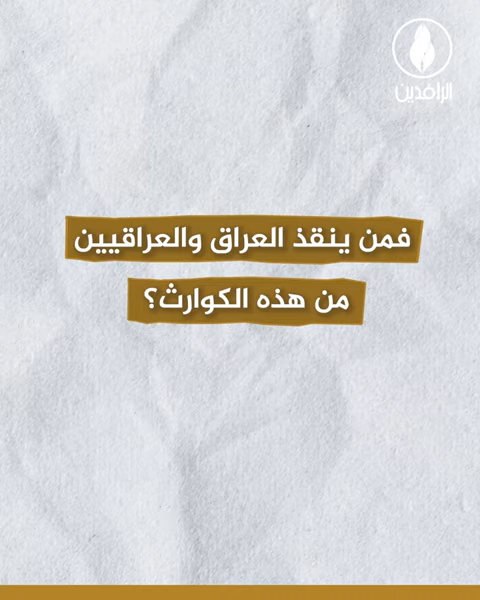 الرافدين
فمن ينقذ العراق والعراقيين
من هذه الكوارث؟